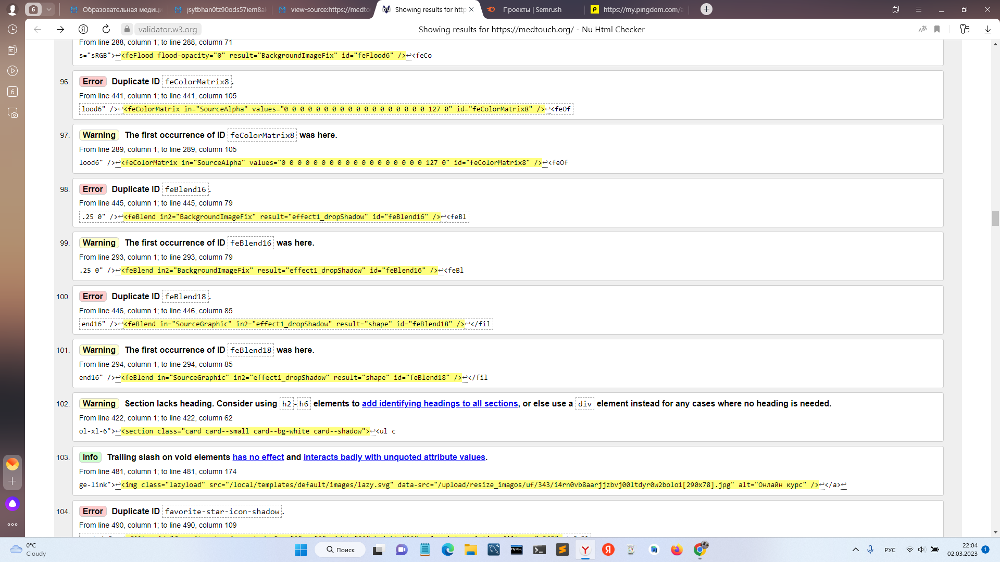 6
Образовательная медици
jsytbhan0tz90ods57iem8a
view-source:https://medto
Showing results for http
Проекты | Semrush
https://my.pingdom.com/
validator.w3.org
Showing results for https://medtouch.org/ - Nu Html Checker
6
From line 288, column 1; to line 288, column 71
s="sRGB">↩<feFlood flood-opacity="0" result="BackgroundImageFix" id="feFlood6" />↩<feCo
96. Error Duplicate ID feColorMatrix8.
From line 441, column 1; to line 441, column 105
lood6" />↩<feColorMatrix in="SourceAlpha" values="0 0 0 0 0 0 0 0 0 0 0 0 0 0 0 0 0 0 127 0" id="feColorMatrix8" />↩<feOf
97. Warning The first occurrence of ID feColorMatrix8 was here.
From line 289, column 1; to line 289, column 105
lood6" />↩<feColorMatrix in="SourceAlpha" values="0 0 0 0 0 0 0 0 0 0 0 0 0 0 0 0 0 0 127 0" id="feColorMatrix8" />↩<feOf
98. Error Duplicate ID feBlend16.
From line 445, column 1; to line 445, column 79
.25 0" />↩<feBlend in2="BackgroundImageFix" result="effect1_dropShadow" id="feBlend16" />↩<feBl
99. Warning The first occurrence of ID feBlend16 was here.
From line 293, column 1; to line 293, column 79
.25 0" />↩<feBlend in2="BackgroundImageFix" result="effect1_dropShadow" id="feBlend16" />↩<feBl
100. Error Duplicate ID feBlend18.
From line 446, column 1; to line 446, column 85
end16" />↩<feBlend in="SourceGraphic" in2="effect1_dropShadow" result="shape" id="feBlend18" />↩</fil
101. Warning The first occurrence of ID feBlend18 was here.
From line 294, column 1; to line 294, column 85
end16" />↩<feBlend in="SourceGraphic" in2="effect1_dropShadow" result="shape" id="feBlend18" />↩</fil
102. Warning Section lacks heading. Consider using h2-h6 elements to add identifying headings to all sections, or else use a div element instead for any cases where no heading is needed.
From line 422, column 1; to line 422, column 62
ol-xl-6">↩<section class="card card--small card--bg-white card--shadow">↩<ul c
103. Info Trailing slash on void elements has no effect and interacts badly with unquoted attribute values.
From line 481, column 1; to line 481, column 174
ge-link">↩<img class="lazyload" src="/local/templates/default/images/lazy.svg" data-src="/upload/resize_imagos/uf/343/i4rn0vb8aarjjzbvj00ltdyr0w2bolo1[290x78].jpg" alt="Онлайн курс" />↩</a>↩
104. Error Duplicate ID favorite-star-icon-shadow.
From line 490, column 1; to line 490, column 109
0°C
Cloudy
Поиск
РУС
22:04
02.03.2023
1